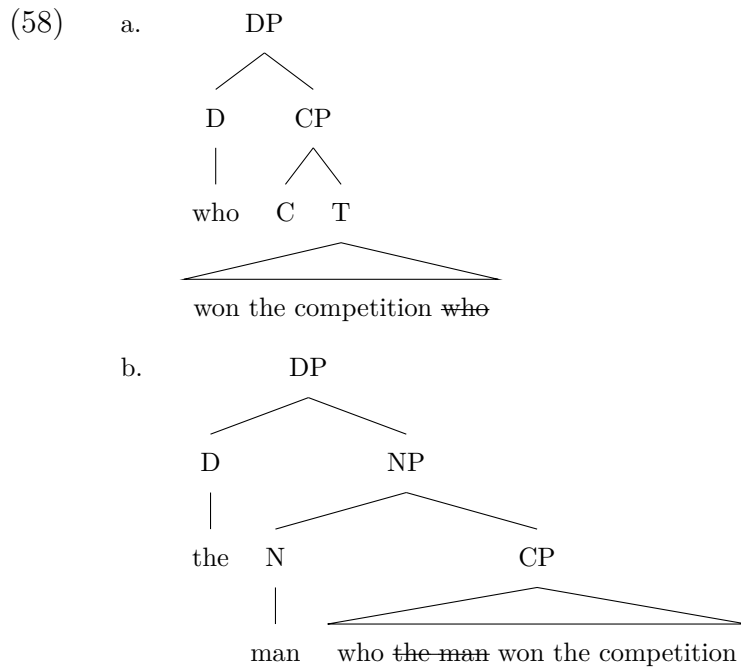 (58) a. DP
D CP
who C T
won the competition who
b. DP
D NP
the N CP
man who the man won the competition